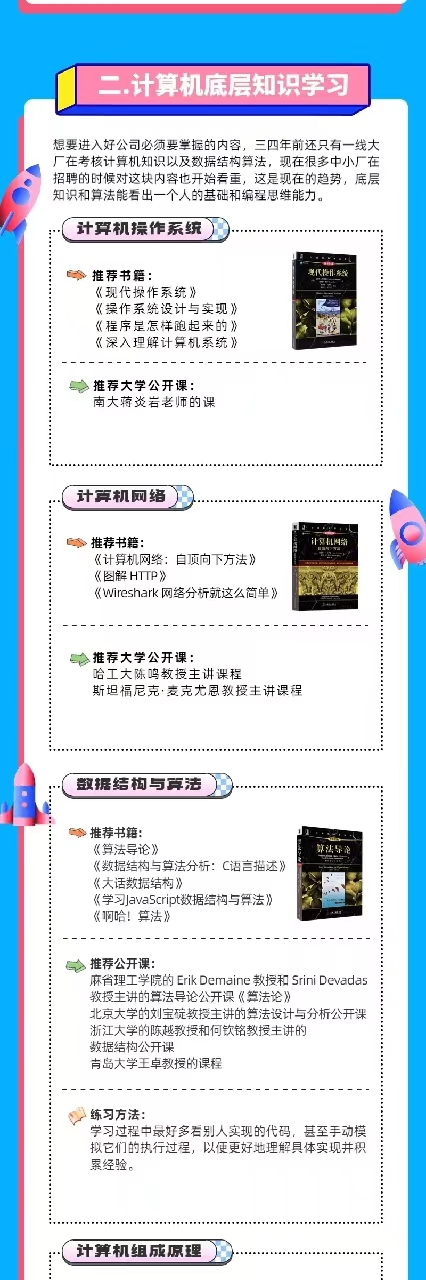 二.计算机底层知识学习
想要进入好公司必须要掌握的内容，三四年前还只有一线大
厂在考核计算机知识以及数据结构算法，现在很多中小厂在
招聘的时候对这块内容也开始看重，这是现在的趋势，底层
知识和算法能看出一个人的基础和编程思维能力。
计算机操作系统
推荐书籍：
《现代操作系统》
《操作系统设计与实现》
《程序是怎样跑起来的》
《深入理解计算机系统》
现代操作系统
推荐大学公开课：
南大蒋炎岩老师的课
计算机网络
推荐书籍：
《计算机网络：自顶向下方法》
《图解 HTTP》
《Wireshark 网络分析就这么简单》
计算机网络
推荐大学公开课：
哈工大陈鸣教授主讲课程
斯坦福尼克·麦克尤恩教授主讲课程
数据结构与算法
推荐书籍：
《算法导论》
《数据结构与算法分析：C语言描述》
《大话数据结构》
《学习JavaScript数据结构与算法》
《啊哈！算法》
算法导论
推荐公开课：
麻省理工学院的 Erik Demaine 教授和 Srini Devadas
教授主讲的算法导论公开课《算法论》
北京大学的刘宝碇教授主讲的算法设计与分析公开课
浙江大学的陈越教授和何钦铭教授主讲的
数据结构公开课
青岛大学王卓教授的课程
练习方法：
学习过程中最好多看别人实现的代码，甚至手动模
拟它们的执行过程，以便更好地理解具体实现并积
累经验。
计算机组成原理